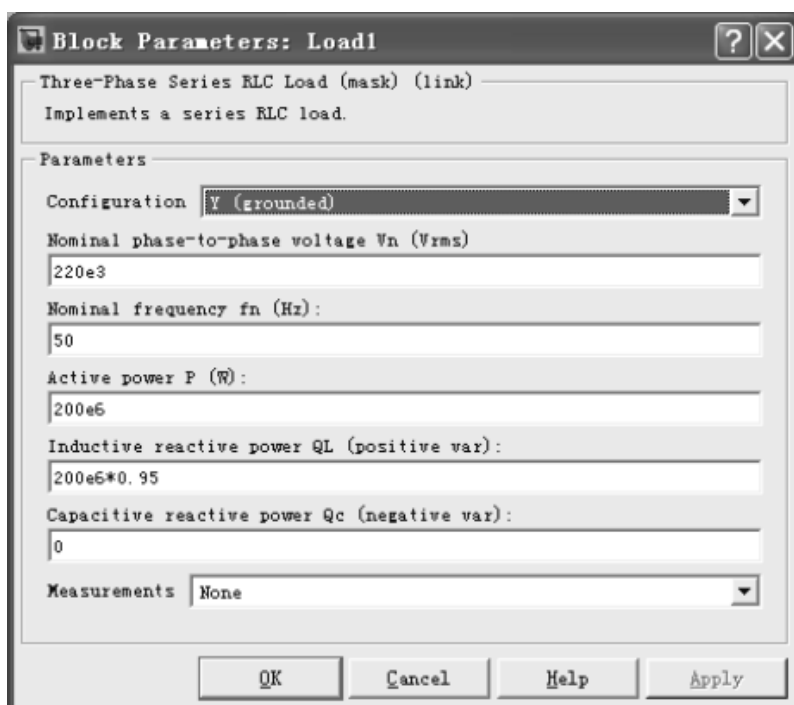 Block Parameters: Load1
Three-Phase Series RLC Load (mask) (link)
Implements a series RLC load.
Parameters
Configuration Y (grounded)
Nominal phase-to-phase voltage Vn (Vrms)
220e3
Nominal frequency fn (Hz):
50
Active power P (W):
200e6
Inductive reactive power QL (positive var):
200e6*0.95
Capacitive reactive power Qc (negative var):
0
Measurements None
OK Cancel Help Apply